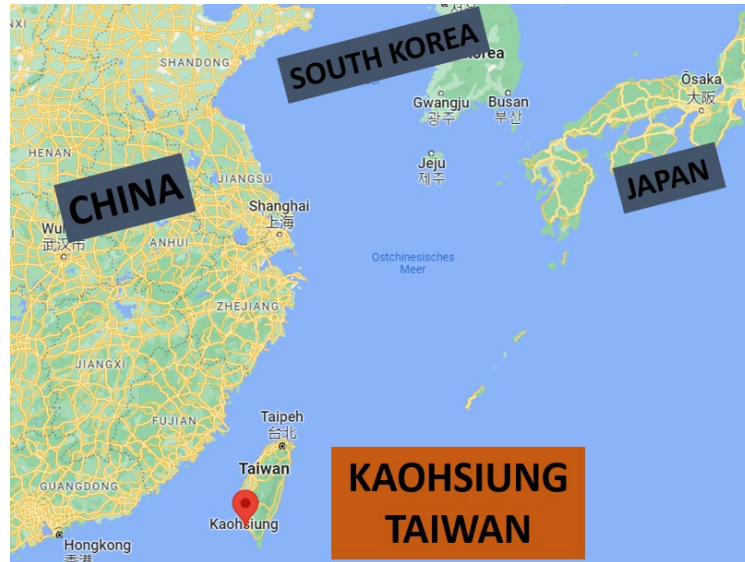 SHANDONG
SOUTH KOREA
Gwangju
광주
Busan
부산
Ōsaka
大阪
HENAN
Jeju
제주
JAPAN
CHINA
JIANGSU
Shanghai
上海
武汉市
ANHUI
Ostchinesisches
Meer
ZHEJIANG
JIANGXI
FUJIAN
Taipeh
台北
Taiwan
KAOHSIUNG
TAIWAN
GUANGDONG
Kaohsiung
Hongkong
香港